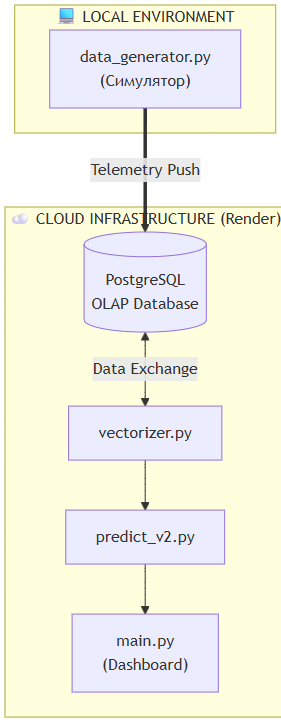 💻 LOCAL ENVIRONMENT
data_generator.py
(Симулятор)
Telemetry Push
☁️ CLOUD INFRASTRUCTURE (Render)
PostgreSQL
OLAP Database
Data Exchange
vectorizer.py
predict_v2.py
main.py
(Dashboard)